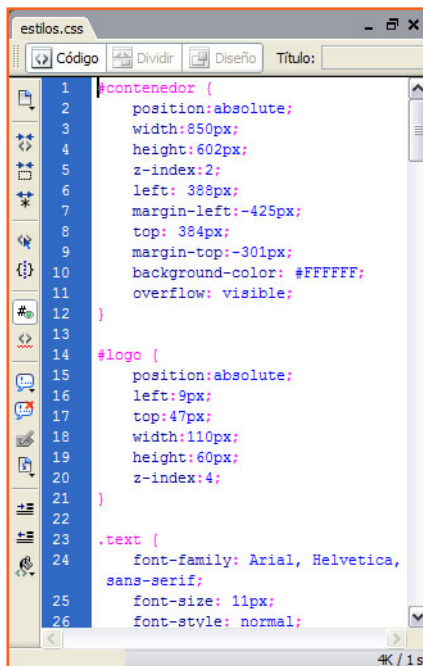 estilos.css
Código Dividir Diseño Título:
1 #contenedor {
2 position:absolute;
3 width:850px;
4 height:602px;
5 z-index:2;
6 left: 388px;
7 margin-left:-425px;
8 top: 384px;
9 margin-top:-301px;
10 background-color: #FFFFFF;
11 overflow: visible;
12 }
13
14 #logo {
15 position:absolute;
16 left:9px;
17 top:47px;
18 width:110px;
19 height:60px;
20 z-index:4;
21 }
22
23 .text {
24 font-family: Arial, Helvetica,
sans-serif;
25 font-size: 11px;
26 font-style: normal;
4K / 1 s